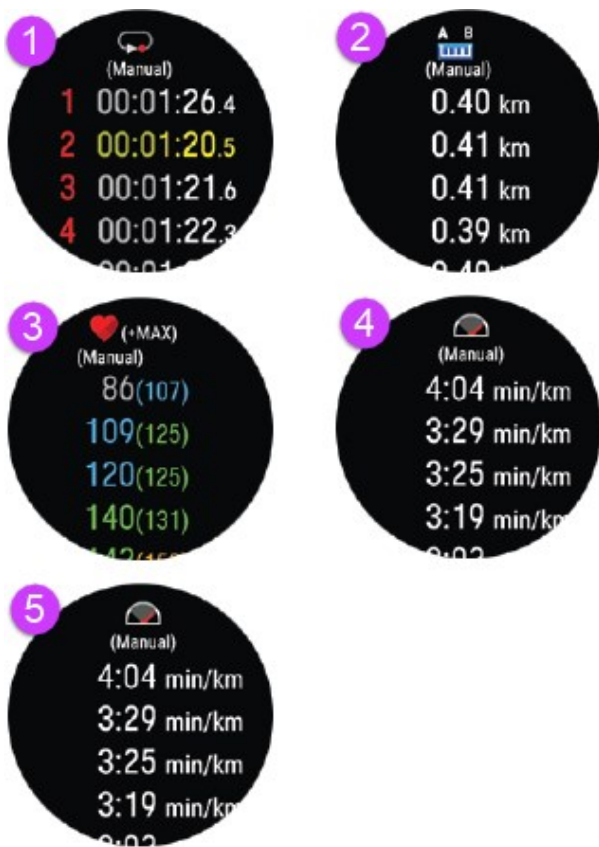 1
(Manual)
1 00:01:26.4
2 00:01:20.5
3 00:01:21.6
4 00:01:22.3
2
A B
(Manual)
0.40 km
0.41 km
0.41 km
0.39 km
3
(+MAX)
(Manual)
86(107)
109(125)
120(125)
140(131)
4
(Manual)
4:04 min/km
3:29 min/km
3:25 min/km
3:19 min/km
5
(Manual)
4:04 min/km
3:29 min/km
3:25 min/km
3:19 min/km